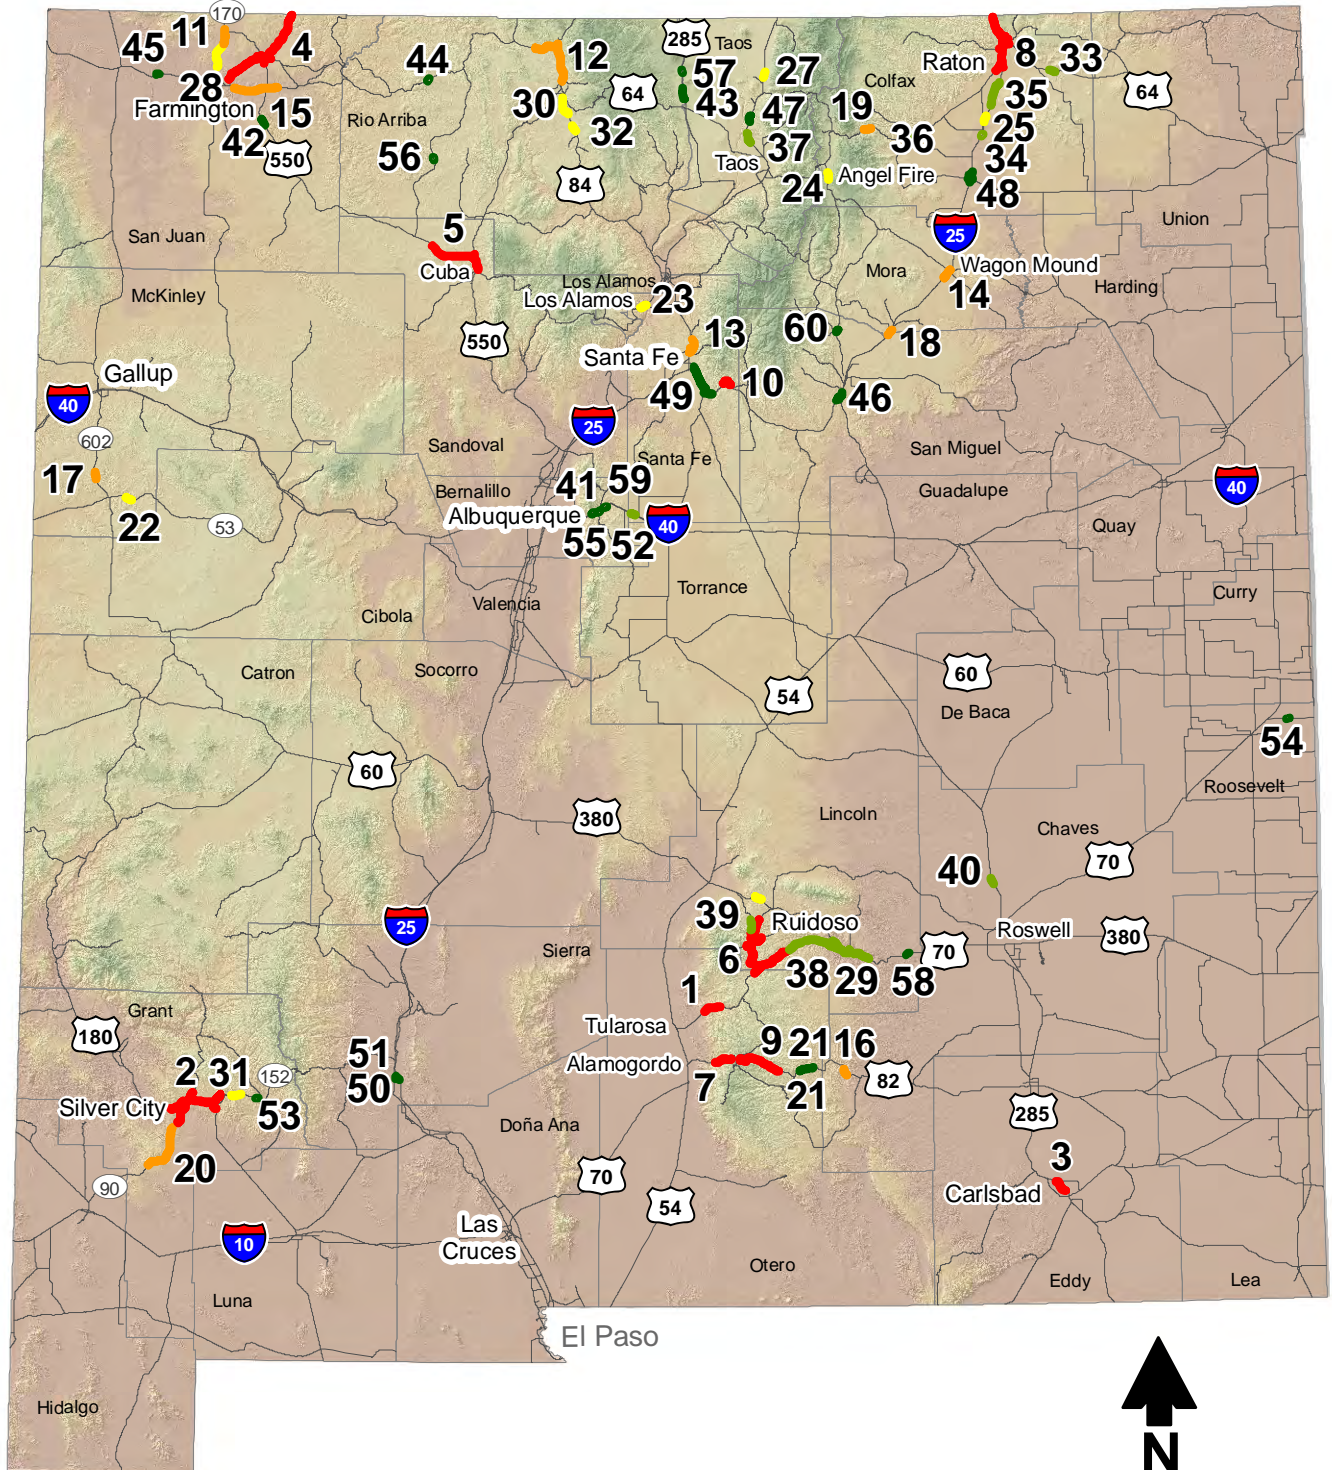 170
11
45
4
44
12
285
Taos
57
27
8
33
Raton
28
Farmington
15
42
550
Rio Arriba
30
64
43
47
Colfax
19
35
64
32
37
36
25
56
84
Taos
24
Angel Fire
34
48
25
Union
San Juan
5
Cuba
McKinley
Los Alamos
Los Alamos
23
Mora
Wagon Mound
14
Harding
550
13
60
18
Santa Fe
49
10
46
Gallup
40
602
25
Sandoval
Santa Fe
San Miguel
17
22
53
Bernalillo
41
59
Albuquerque
40
55
52
Guadalupe
40
Quay
Torrance
Curry
Cibola
Valencia
Catron
Socorro
60
54
De Baca
54
Roosevelt
60
380
Lincoln
Chaves
70
40
39
Ruidoso
25
Sierra
6
38
29
58
70
Roswell
380
1
Grant
180
Tularosa
Alamogordo
9
21
16
7
21
82
51
50
2
31
152
Silver City
53
Doña Ana
285
20
90
70
54
3
Carlsbad
10
Las
Cruces
Otero
Eddy
Lea
Luna
El Paso
Hidalgo
N